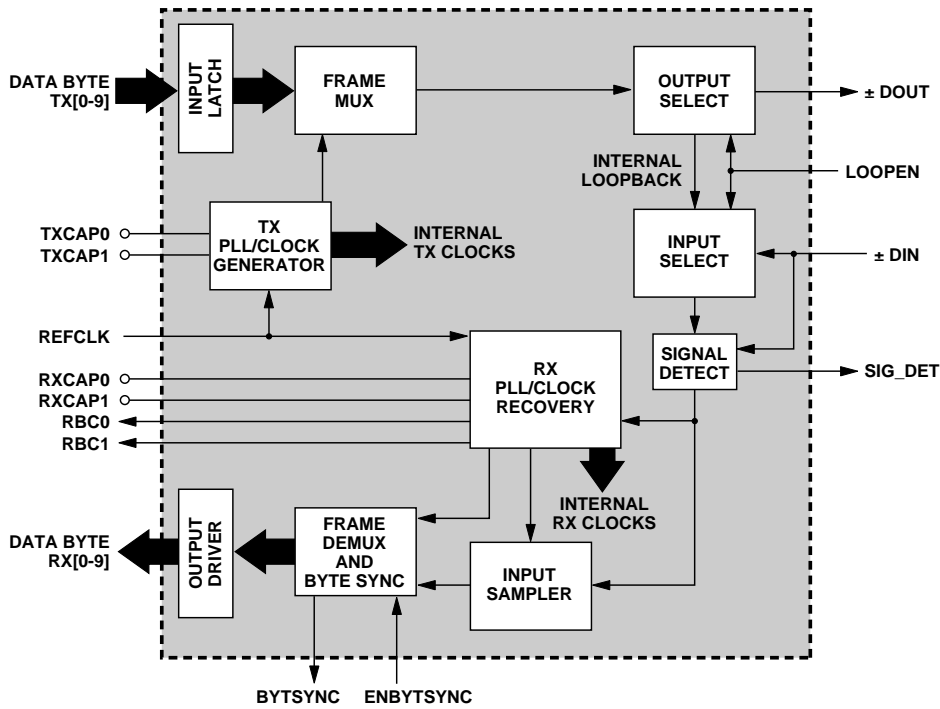 DATA BYTE
TX[0-9]
INPUT
LATCH
FRAME
MUX
OUTPUT
SELECT
± DOUT
INTERNAL
LOOPBACK
LOOPEN
TXCAP0
TXCAP1
TX
PLL/CLOCK
GENERATOR
INTERNAL
TX CLOCKS
INPUT
SELECT
± DIN
REFCLK
SIGNAL
DETECT
SIG_DET
RXCAP0
RXCAP1
RBC0
RBC1
RX
PLL/CLOCK
RECOVERY
INTERNAL
RX CLOCKS
DATA BYTE
RX[0-9]
OUTPUT
DRIVER
FRAME
DEMUX
AND
BYTE SYNC
INPUT
SAMPLER
BYTSYNC
ENBYTSYNC